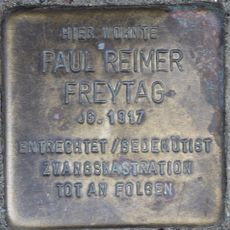 HIER WOHNTE
PAUL REIMER
FREYTAG
JG. 1917
ENTRECHTET/GEDEMÜTIGT
ZWANGSKASTRATION
TOT AN FOLGEN